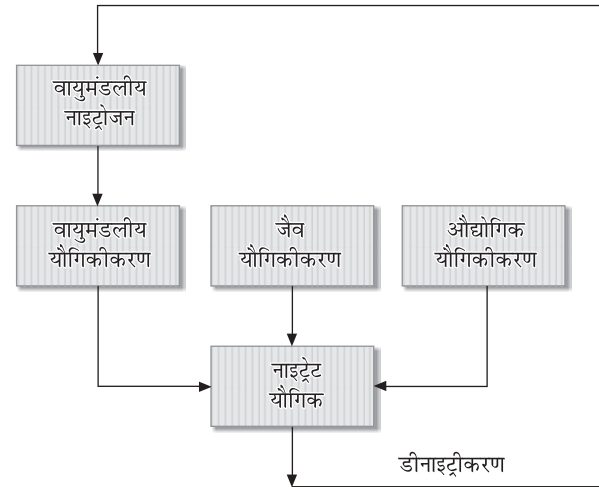 वायुमंडलीय
नाइट्रोजन
वायुमंडलीय
यौगिकीकरण
जैव
यौगिकीकरण
औद्योगिक
यौगिकीकरण
नाइट्रेट
यौगिक
डीनाइट्रीकरण